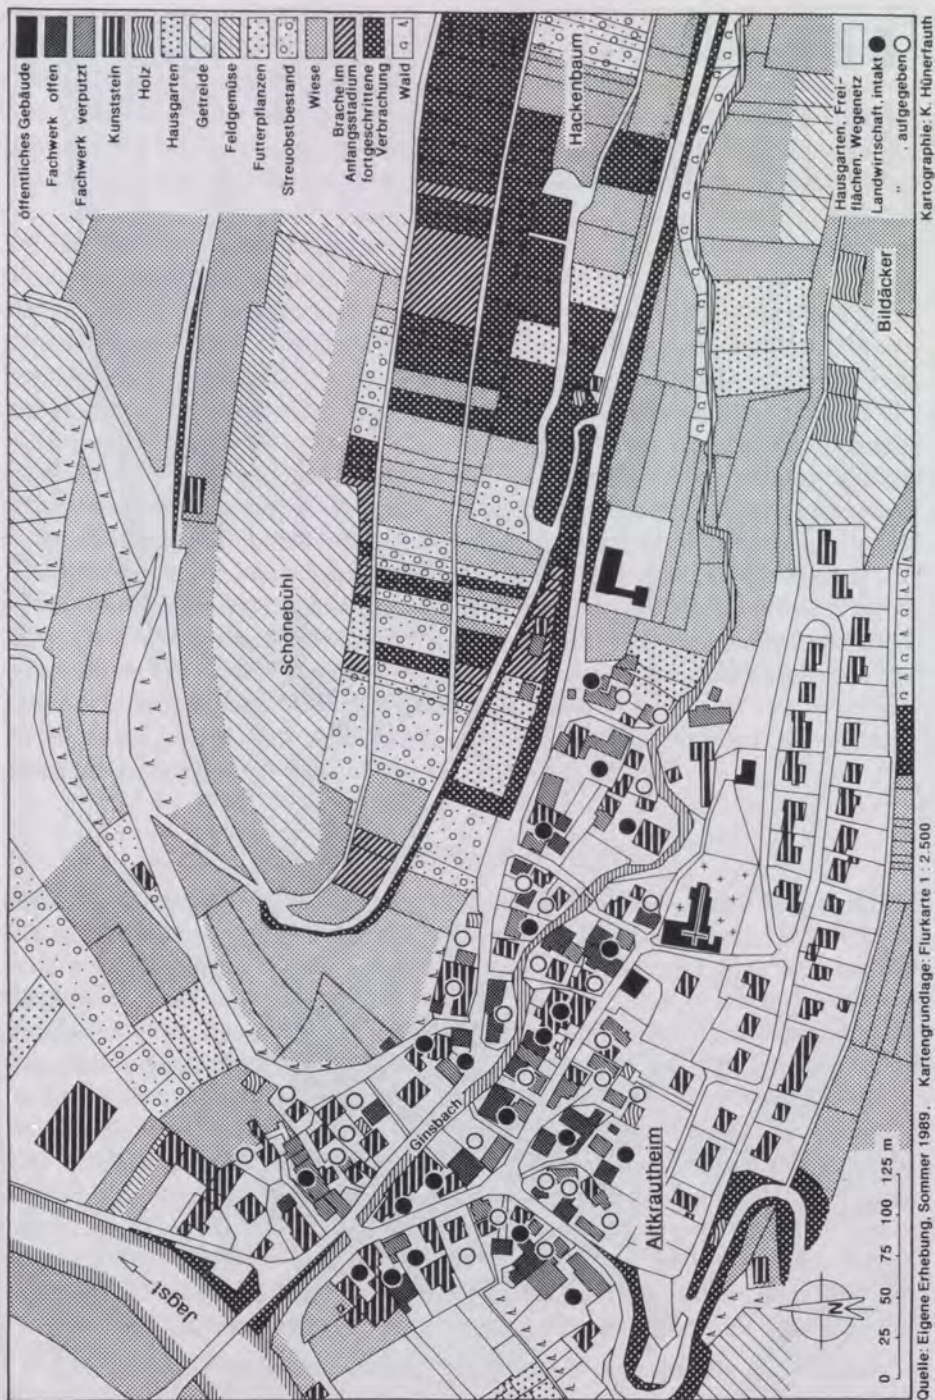 öffentliches Gebäude
Fachwerk offen
Fachwerk verputzt
Kunststein
Holz
Hausgarten
Getreide
Feldgemüse
Futterpflanzen
Streuobstbestand
Wiese
Brache im
Anfangsstadium
fortgeschrittene
Verbrachung
Wald
Hausgarten, Frei-
flächen, Wegenetz
Landwirtschaft, intakt
" , aufgegeben
Hackenbaum
Schönebühl
Bildäcker
Ginsbach
Altkrautheim
Jagst
N
0 25 50 75 100 125 m
Quelle: Eigene Erhebung, Sommer 1989. Kartengrundlage: Flurkarte 1 : 2.500
Kartographie: K. Hünerfauth